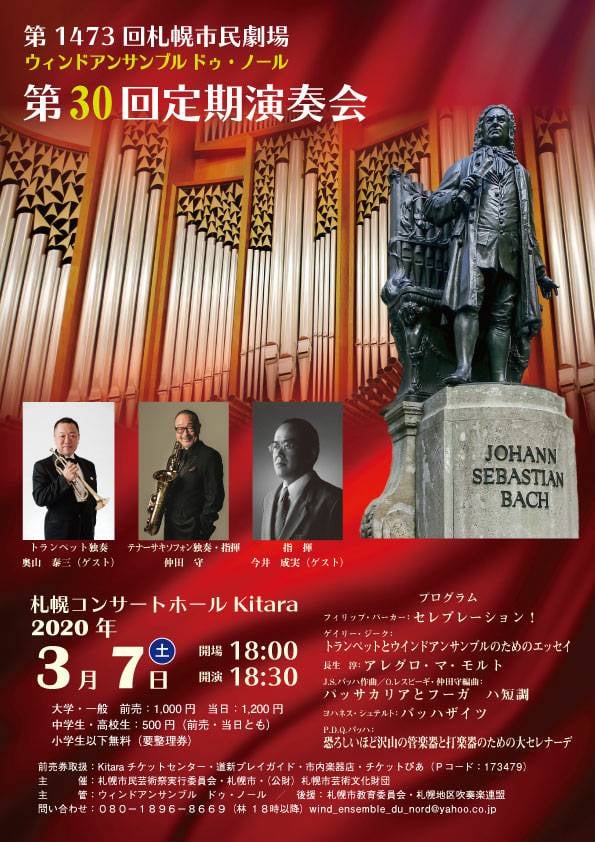 第1473回札幌市民劇場
ウィンドアンサンブル ドゥ・ノール
第30回定期演奏会
JOHANN
SEBASTIAN
BACH
トランペット独奏
奥山 泰三(ゲスト)
テナーサキソフォン独奏・指揮
仲田 守
指 揮
今井 成実(ゲスト)
札幌コンサートホール Kitara
2020年
3月7日 土
開場 18:00
開演 18:30
大学・一般 前売:1,000円 当日:1,200円
中学生・高校生:500円(前売・当日とも)
小学生以下無料(要整理券)
プログラム
フィリップ・パーカー:セレブレーション!
ゲイリー・ジーク:
トランペットとウインドアンサンブルのためのエッセイ
長生 淳:アレグロ・マ・モルト
J.S.バッハ作曲/O.レスピーギ・仲田守編曲:
パッサカリアとフーガ ハ短調
ヨハネス・シュテルト:バッハザイツ
P.D.Q.バッハ:
恐ろしいほど沢山の管楽器と打楽器のための大セレナーデ
前売券取扱:Kitaraチケットセンター・道新プレイガイド・市内楽器店・チケットぴあ(Pコード:173479)
主 催:札幌市民芸術祭実行委員会・札幌市・(公財)札幌市芸術文化財団
主 管:ウィンドアンサンブル ドゥ・ノール / 後援:札幌市教育委員会・札幌地区吹奏楽連盟
問い合わせ:080-1896-8669(林 18時以降)wind_ensemble_du_nord@yahoo.co.jp